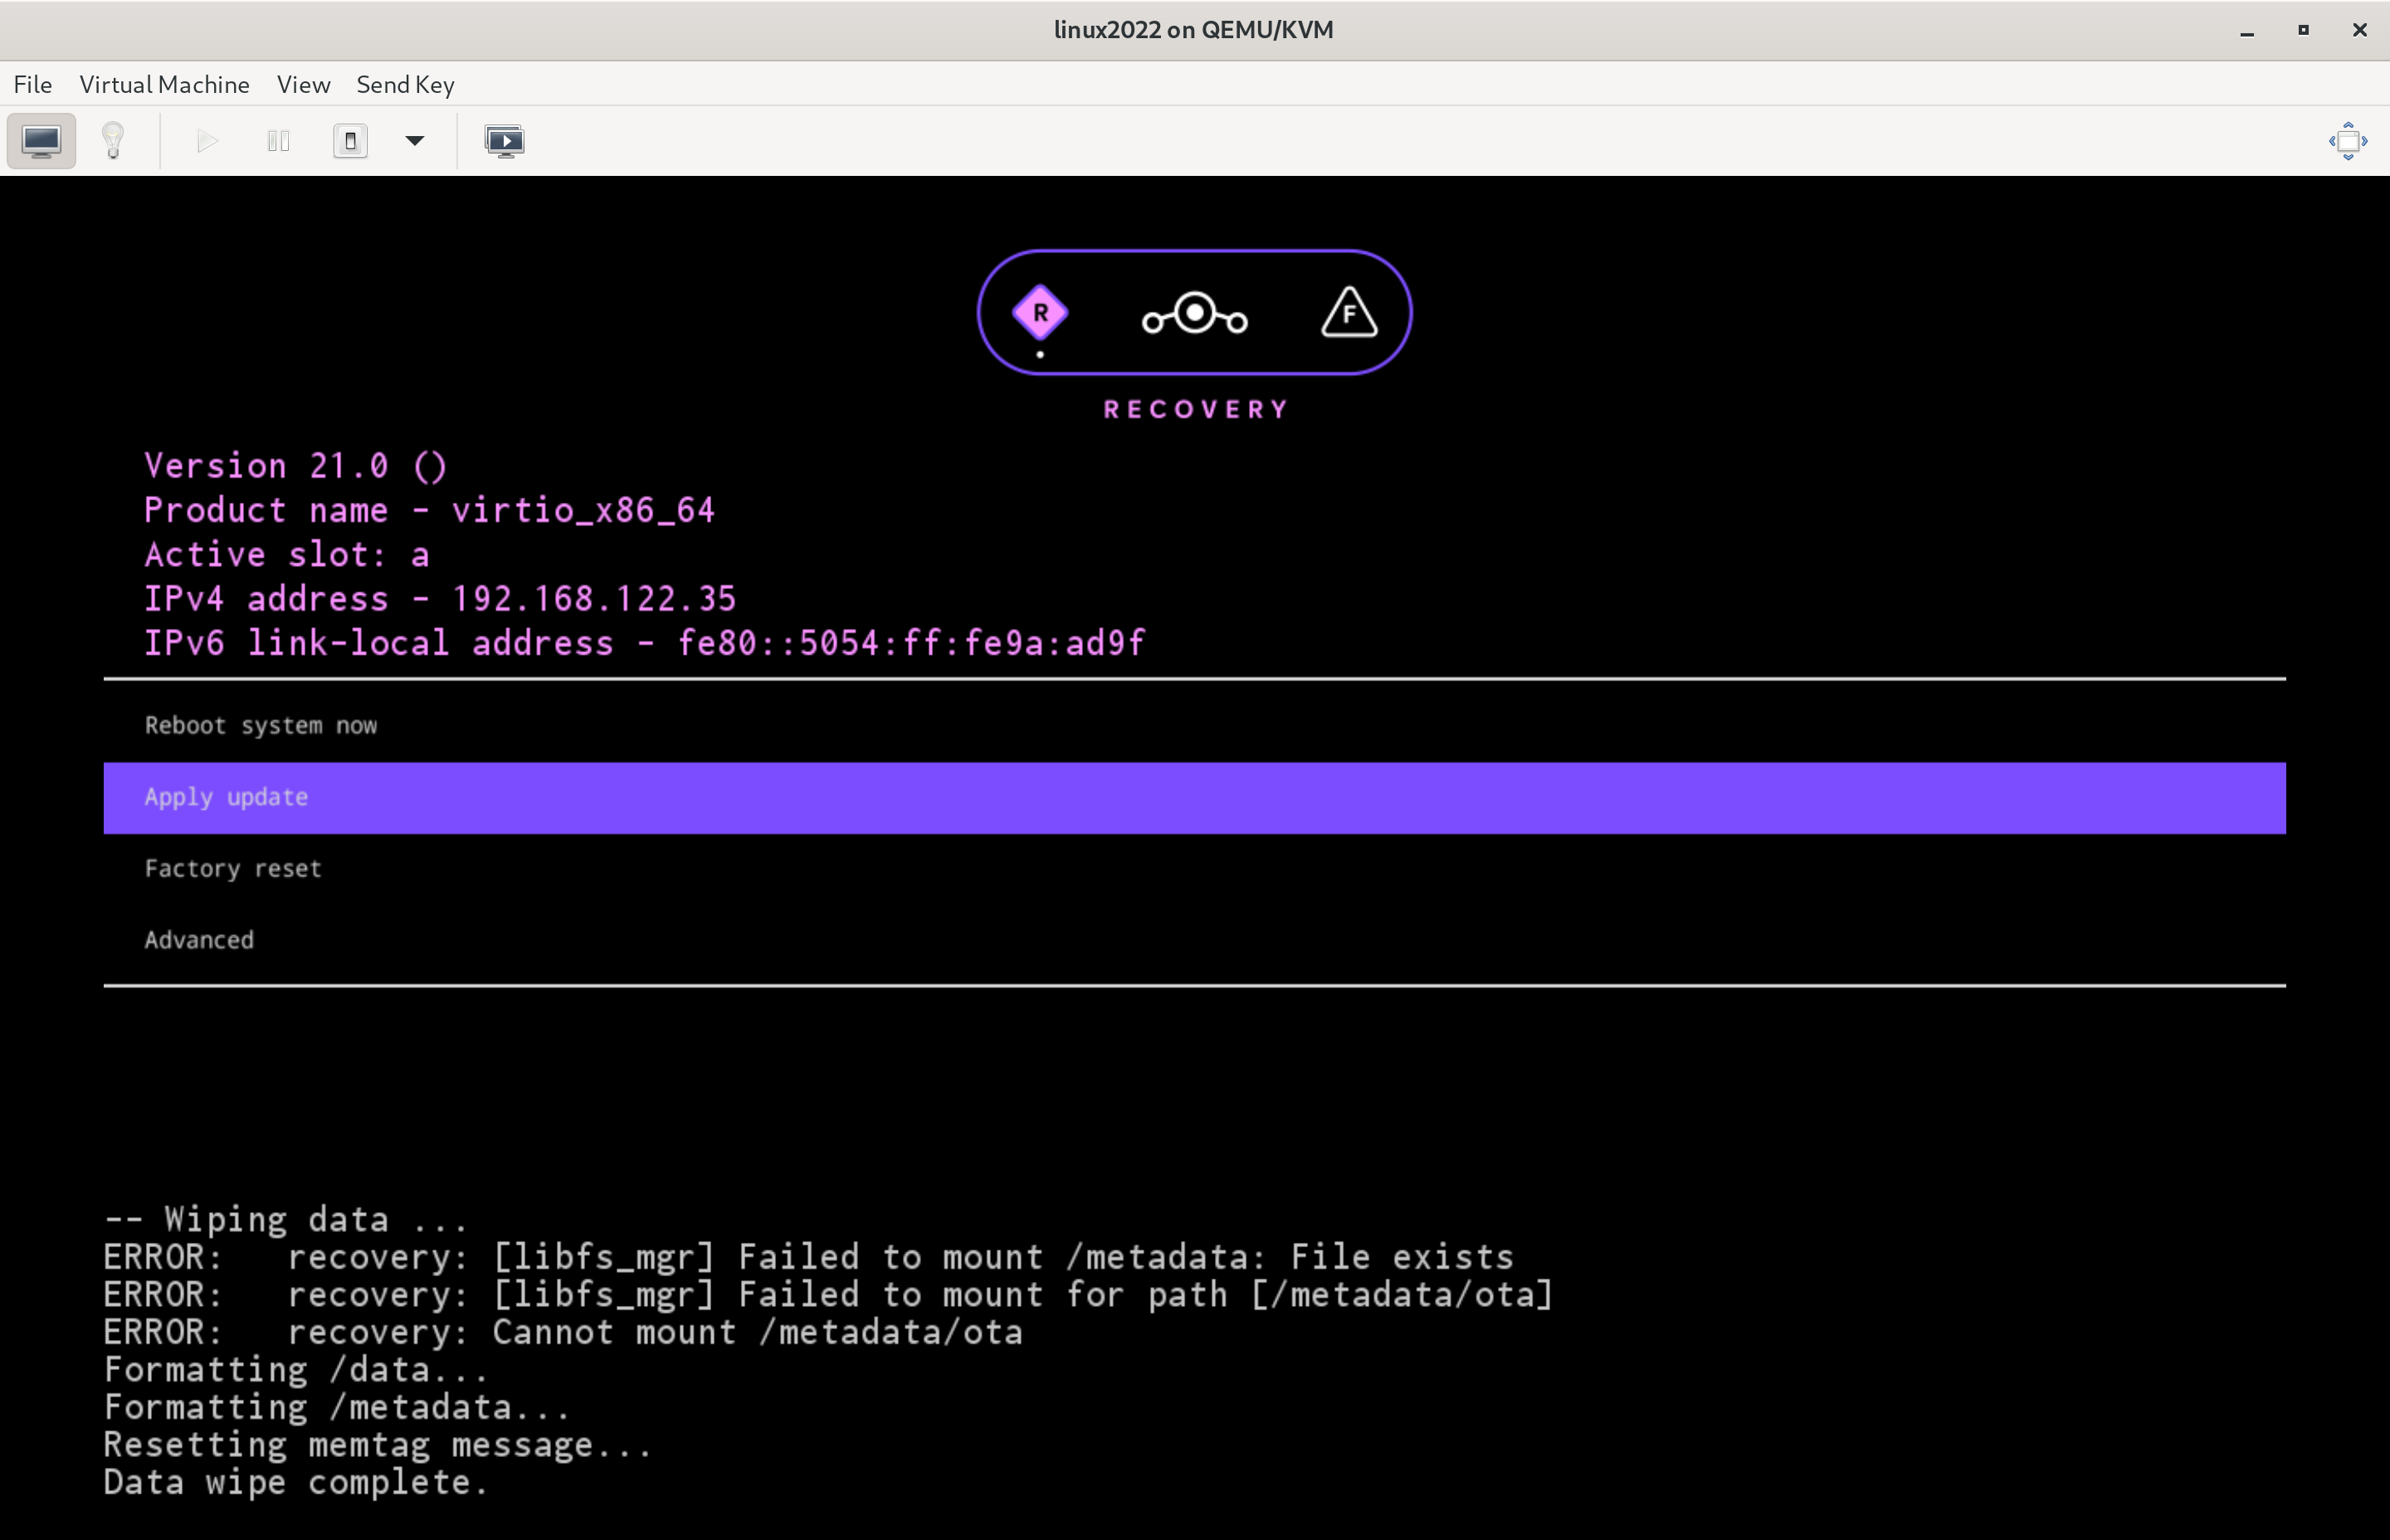 linux2022 on QEMU/KVM
File Virtual Machine View Send Key
R F
RECOVERY
Version 21.0 ()
Product name - virtio_x86_64
Active slot: a
IPv4 address - 192.168.122.35
IPv6 link-local address - fe80::5054:ff:fe9a:ad9f
Reboot system now
Apply update
Factory reset
Advanced
-- Wiping data ...
ERROR:   recovery: [libfs_mgr] Failed to mount /metadata: File exists
ERROR:   recovery: [libfs_mgr] Failed to mount for path [/metadata/ota]
ERROR:   recovery: Cannot mount /metadata/ota
Formatting /data...
Formatting /metadata...
Resetting memtag message...
Data wipe complete.